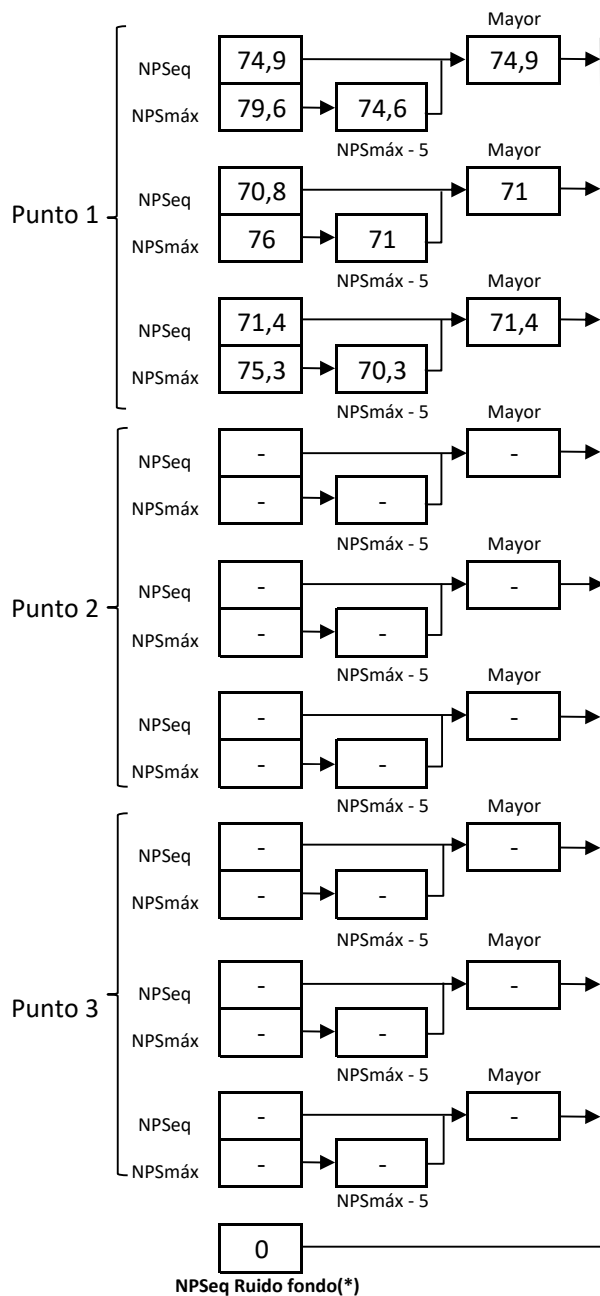 Mayor
NPSeq 74,9 74,9
NPSmáx 79,6 74,6
NPSmáx - 5
Mayor
Punto 1
NPSeq 70,8 71
NPSmáx 76 71
NPSmáx - 5
Mayor
NPSeq 71,4 71,4
NPSmáx 75,3 70,3
NPSmáx - 5
Mayor
NPSeq - -
NPSmáx - -
NPSmáx - 5
Mayor
Punto 2
NPSeq - -
NPSmáx - -
NPSmáx - 5
Mayor
NPSeq - -
NPSmáx - -
NPSmáx - 5
Mayor
NPSeq - -
NPSmáx - -
NPSmáx - 5
Mayor
Punto 3
NPSeq - -
NPSmáx - -
NPSmáx - 5
Mayor
NPSeq - -
NPSmáx - -
NPSmáx - 5
0
NPSeq Ruido fondo(*)